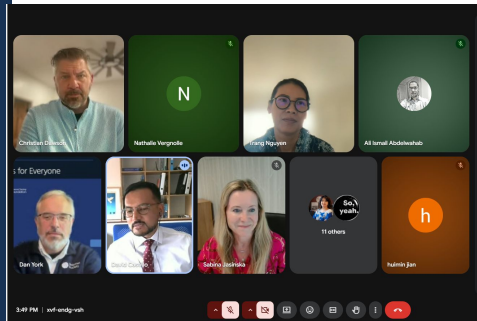 N
Christian Dawson
Nathalie Vergnolle
Trang Nguyen
Ali Ismail Abdelwahab
s for Everyone
Dan York
Sabina Jasinska
So,\
yeah.
11 others
h
huimin jian
3:49 PM | xvf-endg-vsh